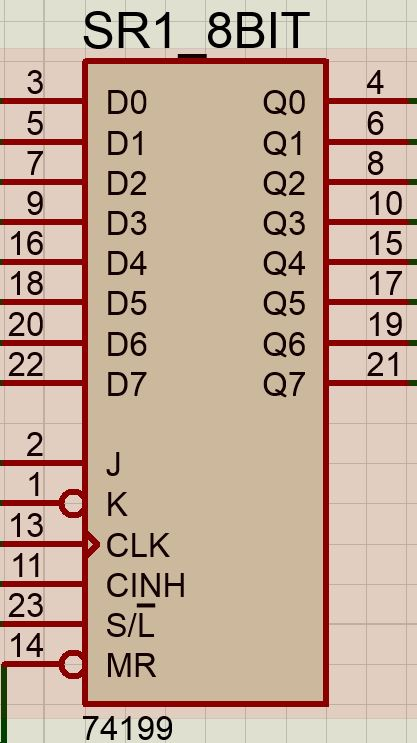 SR1_8BIT
3 D0 Q0 4
5 D1 Q1 6
7 D2 Q2 8
9 D3 Q3 10
16 D4 Q4 15
18 D5 Q5 17
20 D6 Q6 19
22 D7 Q7 21
2 J
1 K
13 CLK
11 CINH
23 S/L̅
14 MR
74199